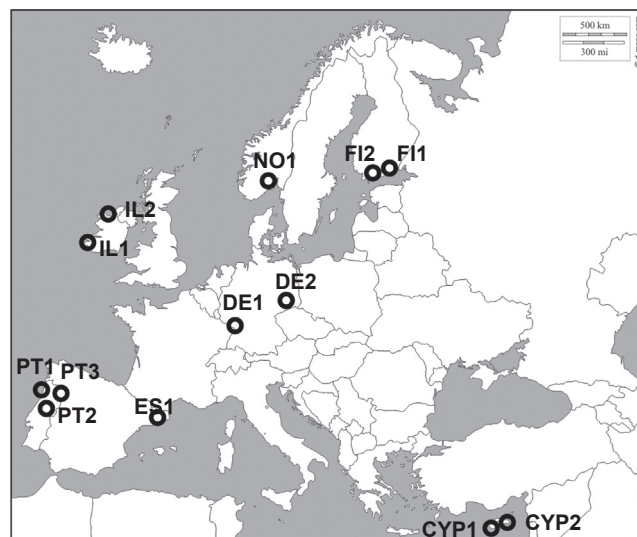 500 km
300 mi
NO1
FI2
FI1
IL2
IL1
DE2
DE1
PT1
PT3
PT2
ES1
CYP1
CYP2